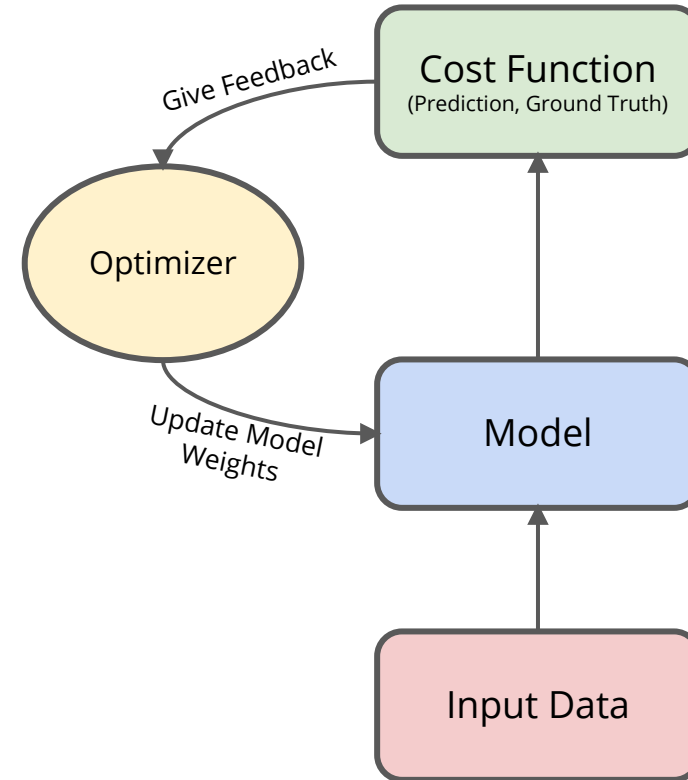 Cost Function
(Prediction, Ground Truth)
Give Feedback
Optimizer
Update Model
Weights
Model
Input Data